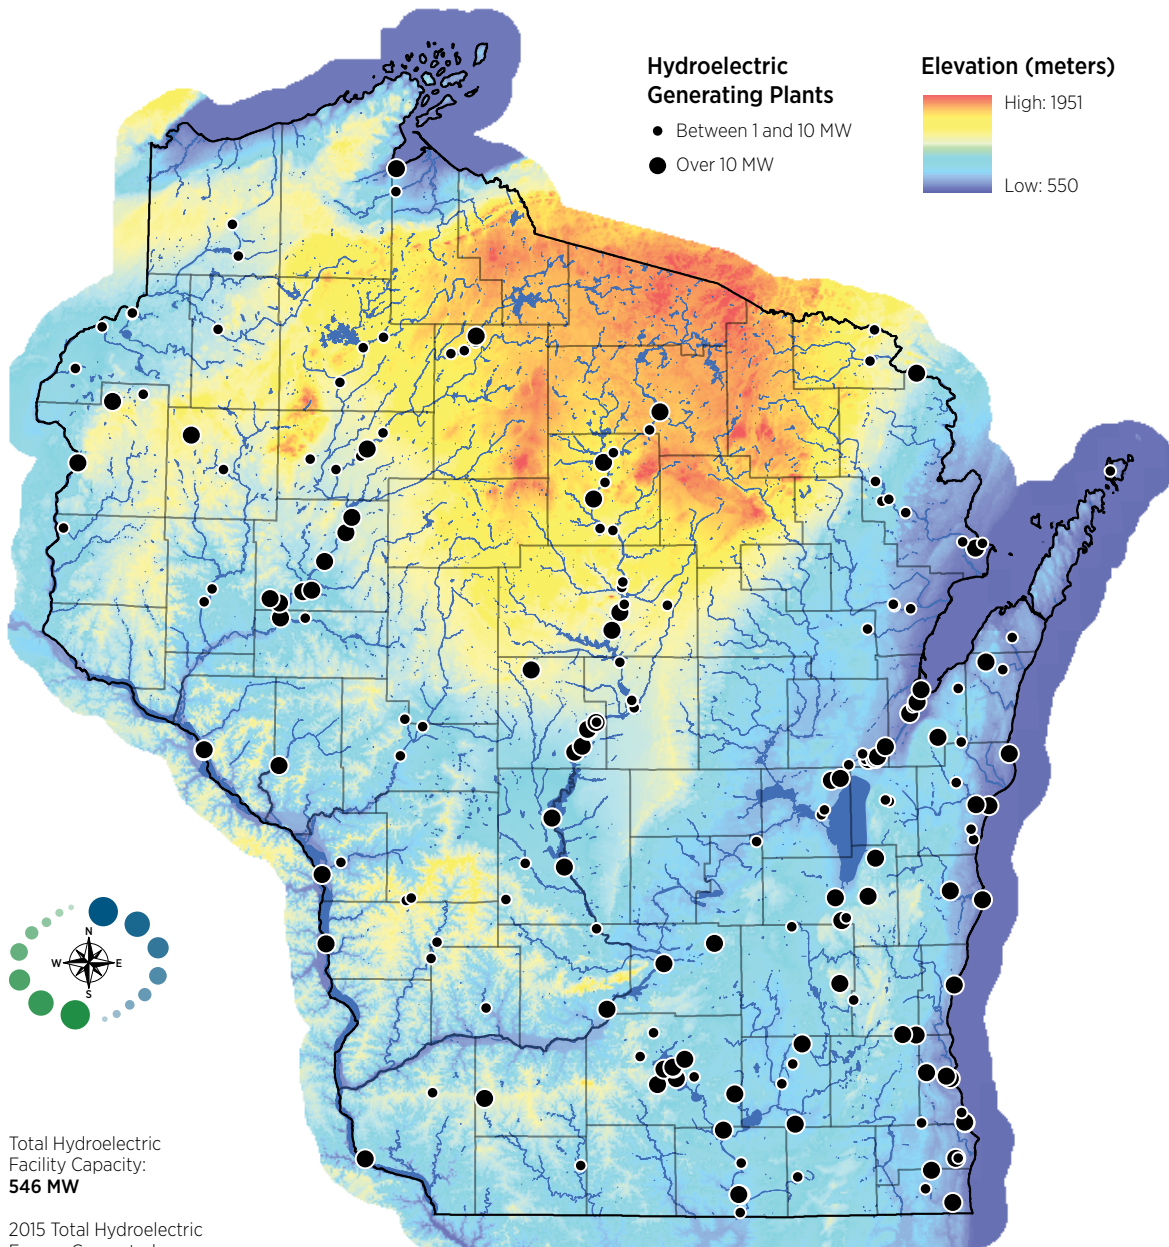 Hydroelectric
Generating Plants
Between 1 and 10 MW
Over 10 MW
Elevation (meters)
High: 1951
Low: 550
N
W E
S
Total Hydroelectric
Facility Capacity:
546 MW
2015 Total Hydroelectric